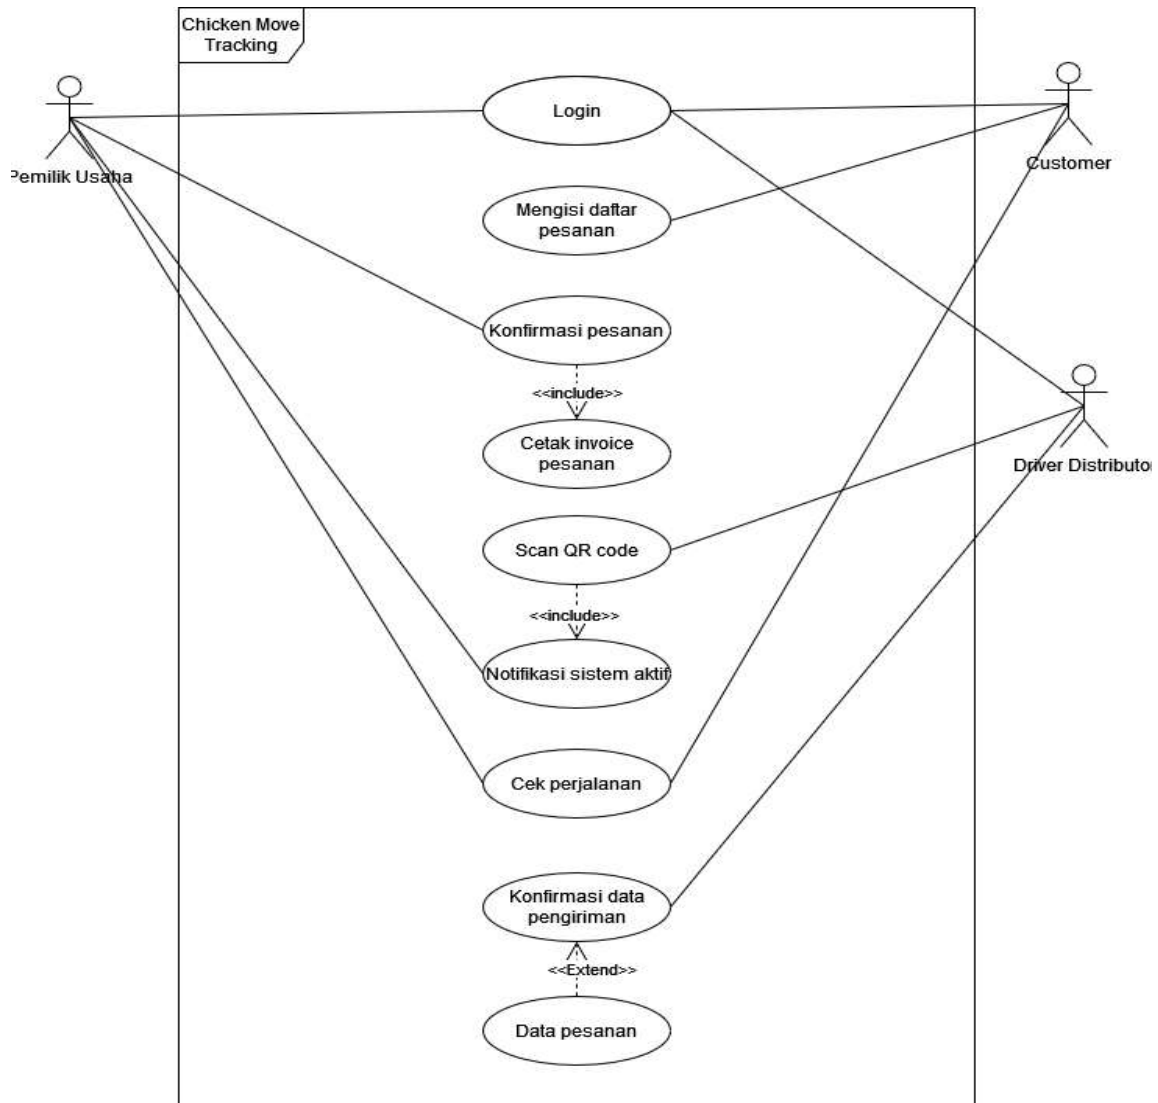 Chicken Move
Tracking
Login
Pemilik Usaha
Customer
Mengisi daftar
pesanan
Konfirmasi pesanan
<<include>>
Cetak invoice
pesanan
Driver Distributor
Scan QR code
<<include>>
Notifikasi sistem aktif
Cek perjalanan
Konfirmasi data
pengiriman
<<Extend>>
Data pesanan